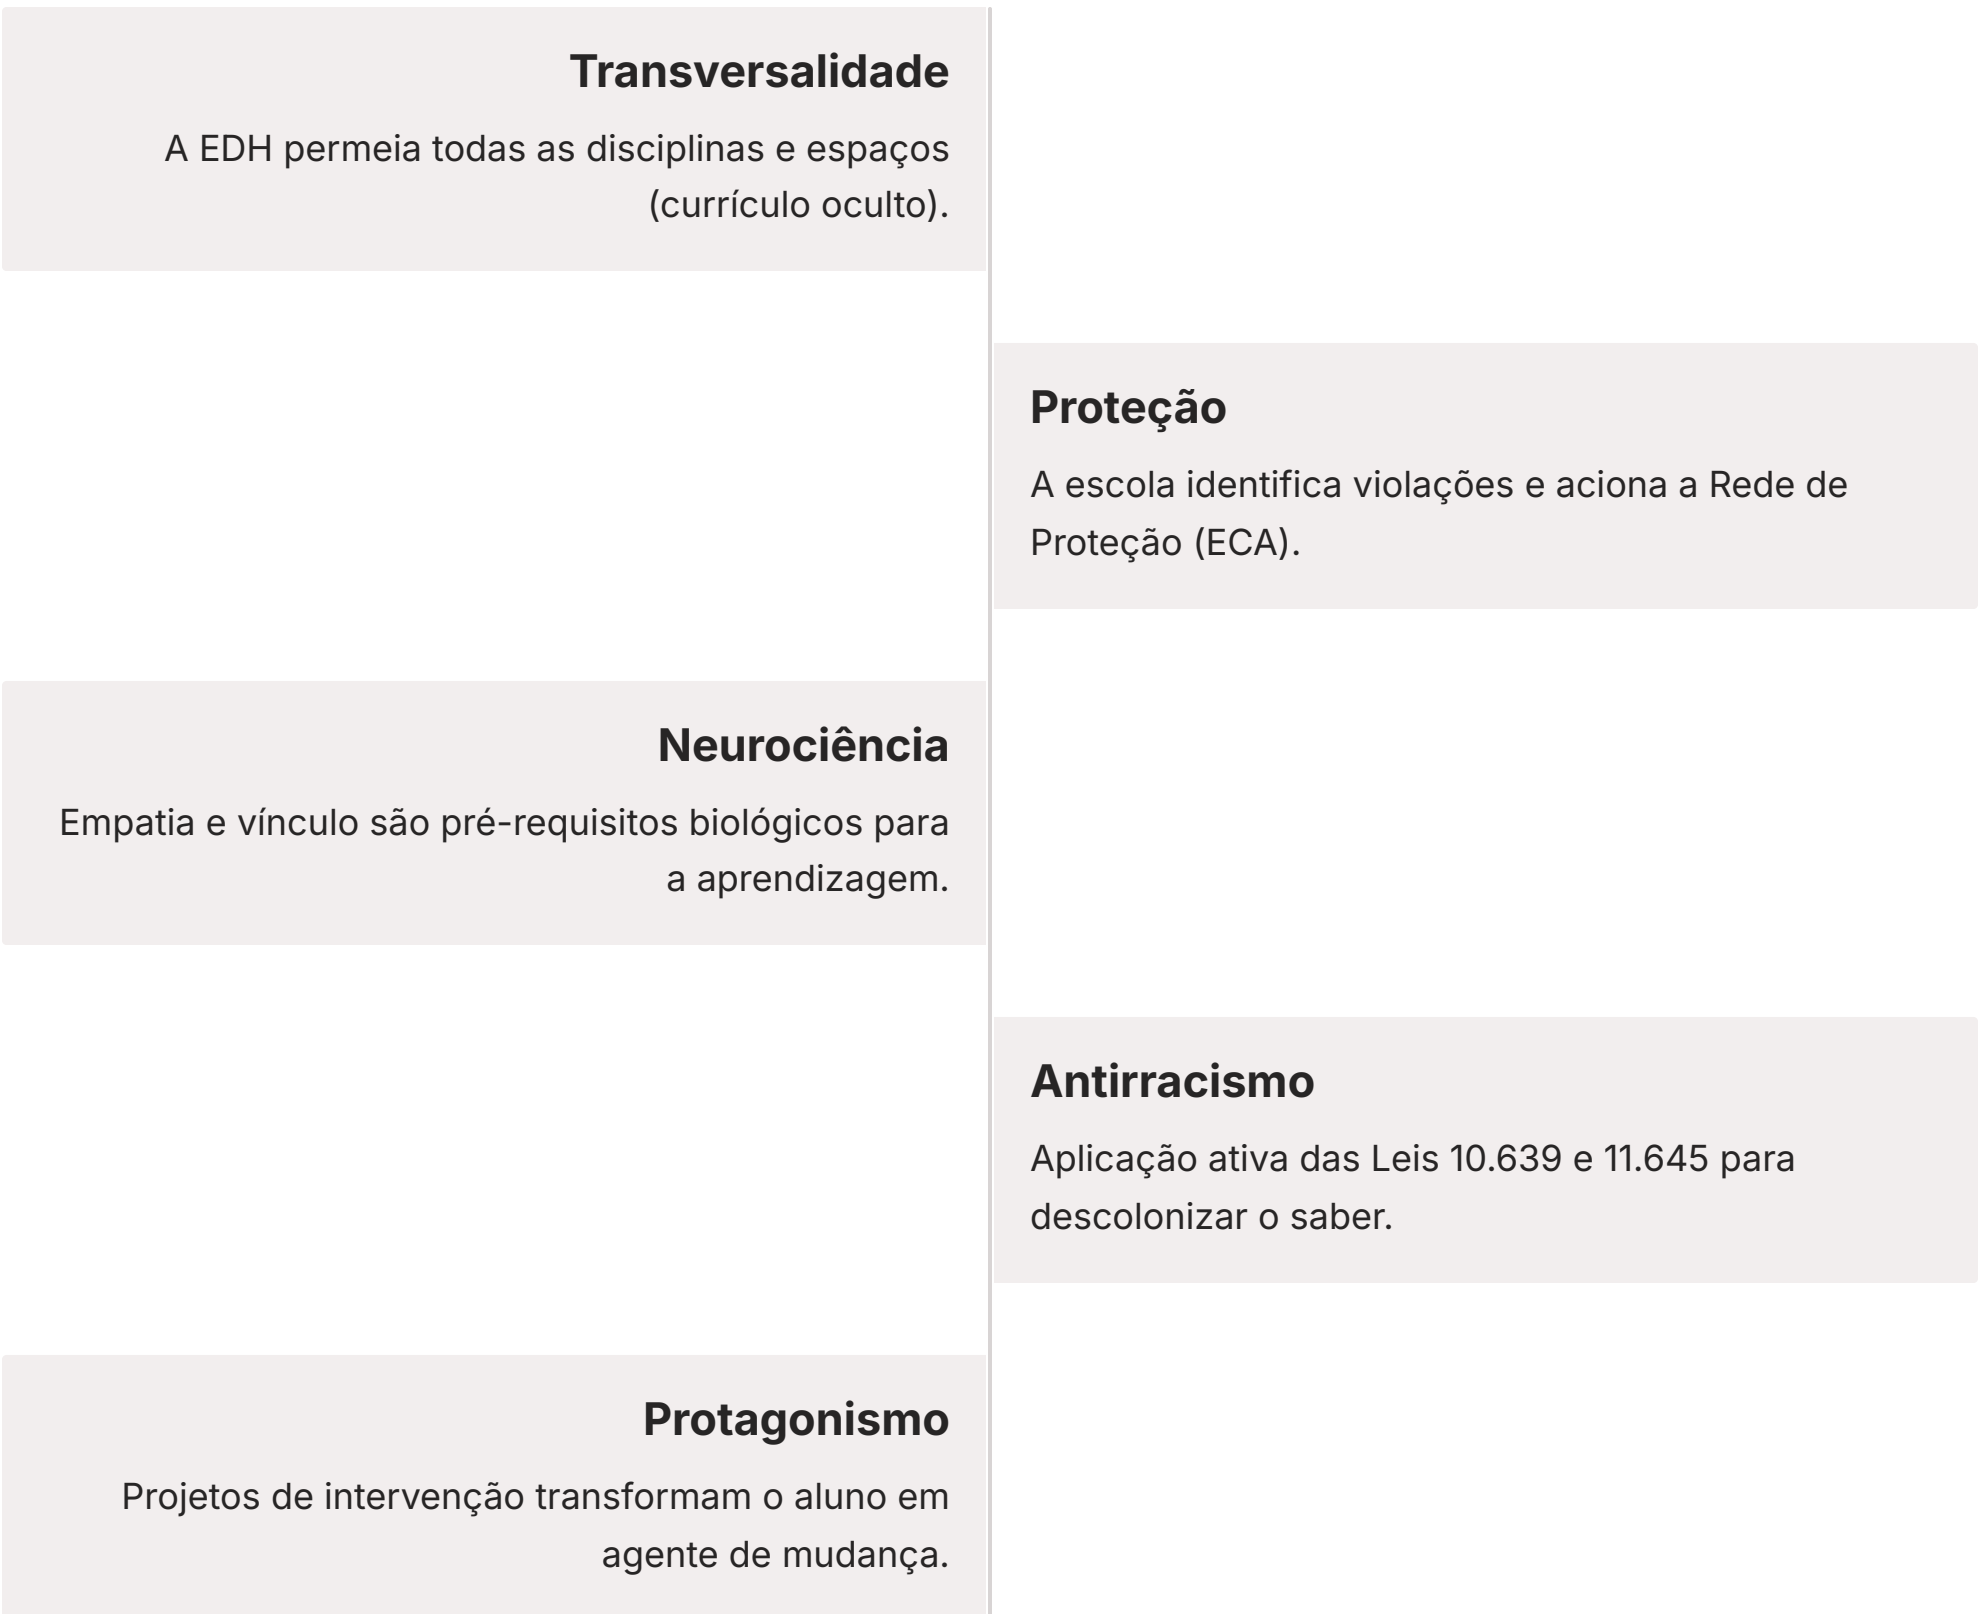 Transversalidade
A EDH permeia todas as disciplinas e espaços
(currículo oculto).
Proteção
A escola identifica violações e aciona a Rede de
Proteção (ECA).
Neurociência
Empatia e vínculo são pré-requisitos biológicos para
a aprendizagem.
Antirracismo
Aplicação ativa das Leis 10.639 e 11.645 para
descolonizar o saber.
Protagonismo
Projetos de intervenção transformam o aluno em
agente de mudança.